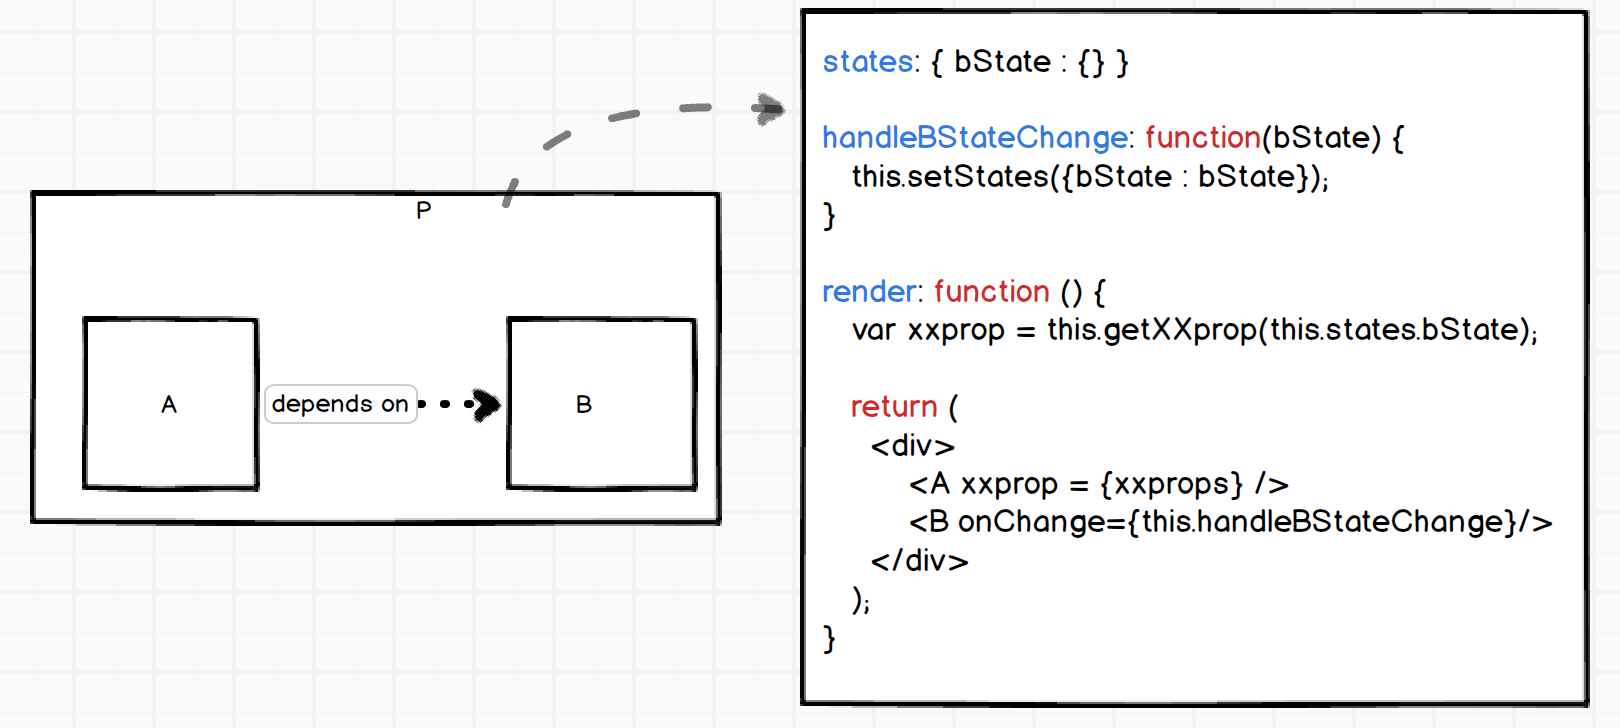 P
A
depends on
B
states: { bState : {} }
handleBStateChange: function(bState) {
this.setStates({bState : bState});
}
render: function () {
var xxprop = this.getXXprop(this.states.bState);
return (
<div>
<A xxprop = {xxprops} />
<B onChange={this.handleBStateChange}/>
</div>
);
}